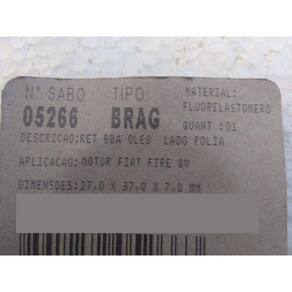 Nº SABO TIPO MATERIAL:
05266 BRAG FLUORELASTOMERO
QUANT :01
DESCRICAO:RET BBA OLEO LADO POLIA
APLICACAO:MOTOR FIAT FIRE 8V
DIMENSOES:27.0 X 37.0 X 7.0 MM